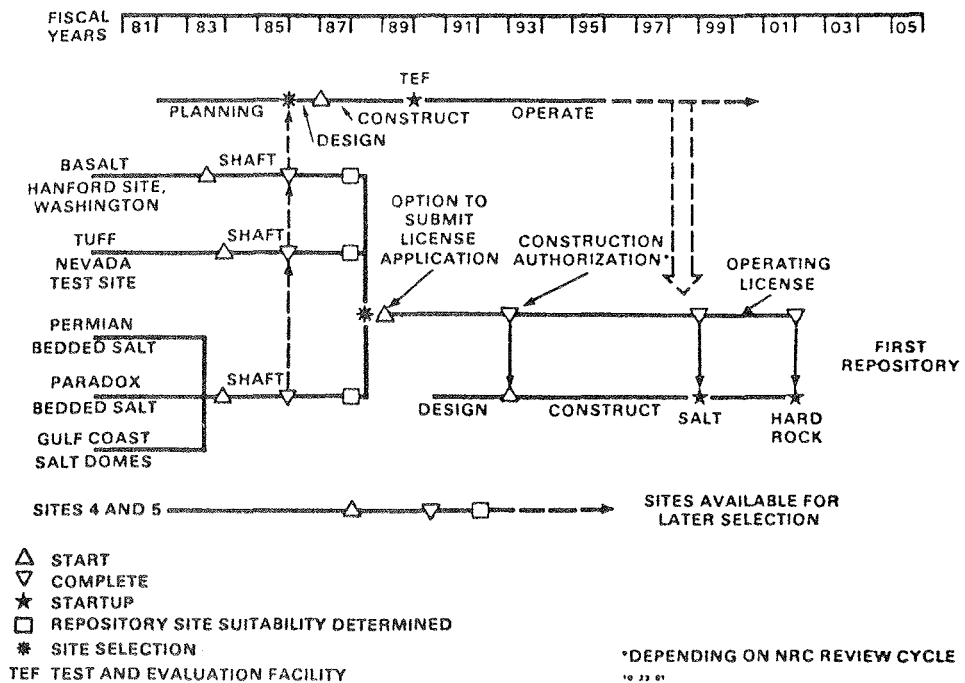 FISCAL YEARS 81 83 85 87 89 91 93 95 97 99 01 03 05
TEF
PLANNING
DESIGN
CONSTRUCT
OPERATE
BASALT
HANFORD SITE,
WASHINGTON
SHAFT
TUFF
NEVADA
TEST SITE
SHAFT
OPTION TO
SUBMIT
LICENSE
APPLICATION
CONSTRUCTION
AUTHORIZATION*
OPERATING
LICENSE
PERMIAN
BEDDED SALT
PARADOX
BEDDED SALT
SHAFT
GULF COAST
SALT DOMES
FIRST
REPOSITORY
DESIGN
CONSTRUCT
SALT
HARD
ROCK
SITES 4 AND 5
SITES AVAILABLE FOR
LATER SELECTION
START
COMPLETE
STARTUP
REPOSITORY SITE SUITABILITY DETERMINED
SITE SELECTION
TEF TEST AND EVALUATION FACILITY
*DEPENDING ON NRC REVIEW CYCLE